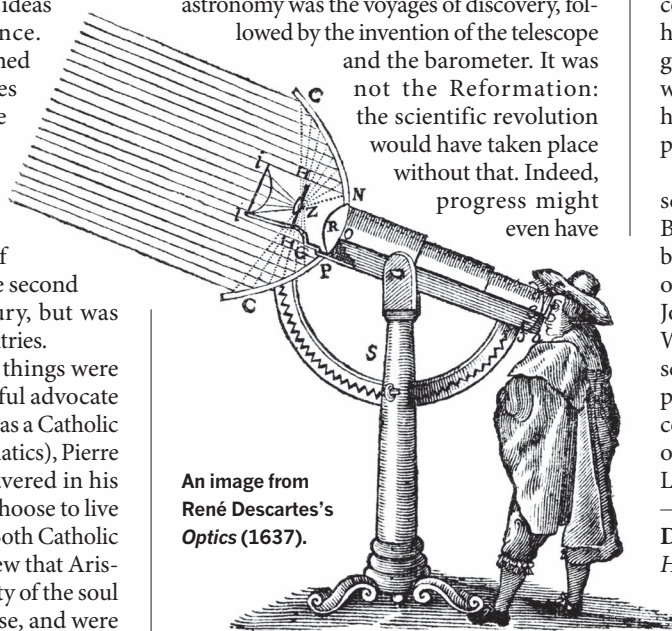 ideas
nce.
ned
es
e
f
e second
ury, but was
tries.
things were
ful advocate
as a Catholic
atics), Pierre
vered in his
hoose to live
oth Catholic
ew that Aris-
ty of the soul
se, and were
astronomy was the voyages of discovery, fol-
lowed by the invention of the telescope
and the barometer. It was
not the Reformation:
the scientific revolution
would have taken place
without that. Indeed,
progress might
even have
C
i
H
l
Z
N
R
O
H
G
P
C
S
An image from
René Descartes's
Optics (1637).